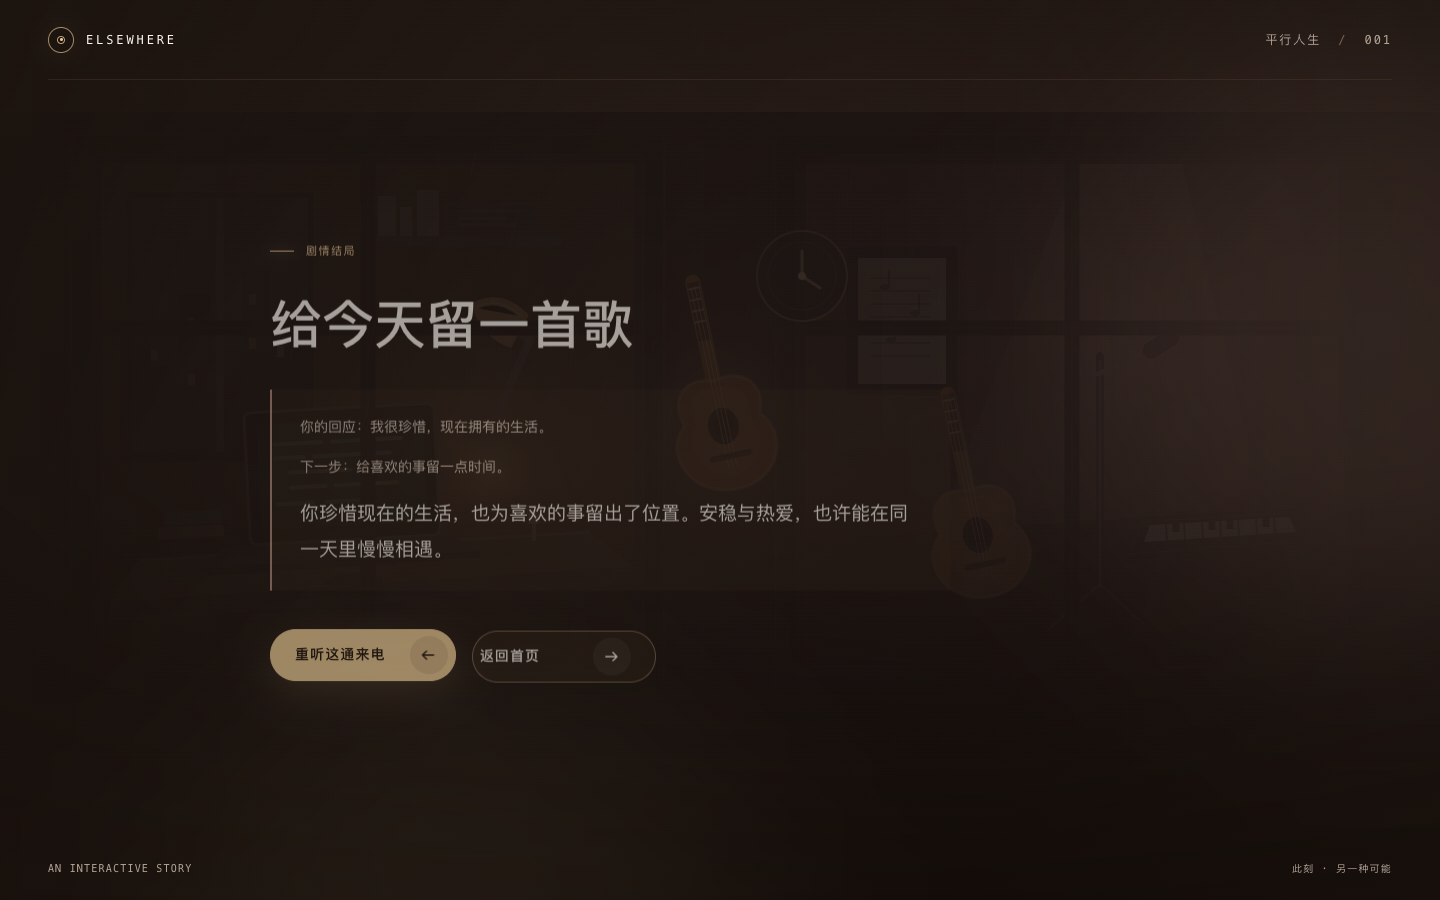 ELSEWHERE
平行人生 / 001
剧情结局
给今天留一首歌
你的回应：我很珍惜，现在拥有的生活。
下一步：给喜欢的事留一点时间。
你珍惜现在的生活，也为喜欢的事留出了位置。安稳与热爱，也许能在同
一天里慢慢相遇。
重听这通来电 ←
返回首页 →
AN INTERACTIVE STORY
此刻 · 另一种可能